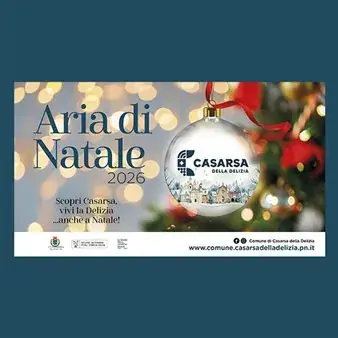 Aria di
Natale
2026
Scopri Casarsa,
vivi la Delizia
...anche a Natale!
CASARSA
DELLA DELIZIA
Comune di Casarsa della Delizia
www.comune.casarsadelladelizia.pn.it